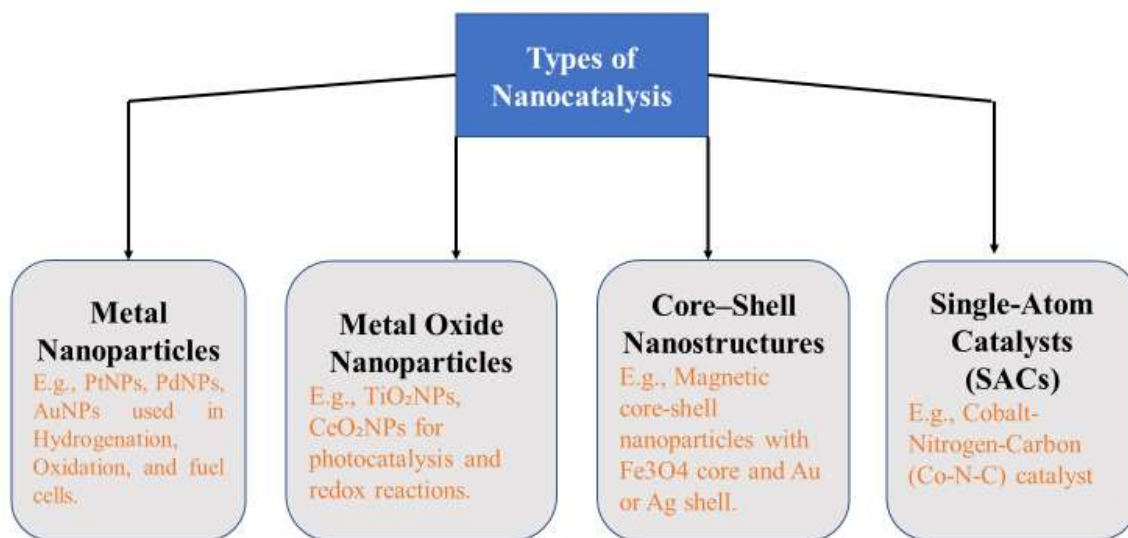 Types of
Nanocatalysis
Metal
Nanoparticles
E.g., PtNPs, PdNPs,
AuNPs used in
Hydrogenation,
Oxidation, and fuel
cells.
Metal Oxide
Nanoparticles
E.g., TiO₂NPs,
CeO₂NPs for
photocatalysis and
redox reactions.
Core–Shell
Nanostructures
E.g., Magnetic
core-shell
nanoparticles with
Fe3O4 core and Au
or Ag shell.
Single-Atom
Catalysts
(SACs)
E.g., Cobalt-
Nitrogen-Carbon
(Co-N-C) catalyst